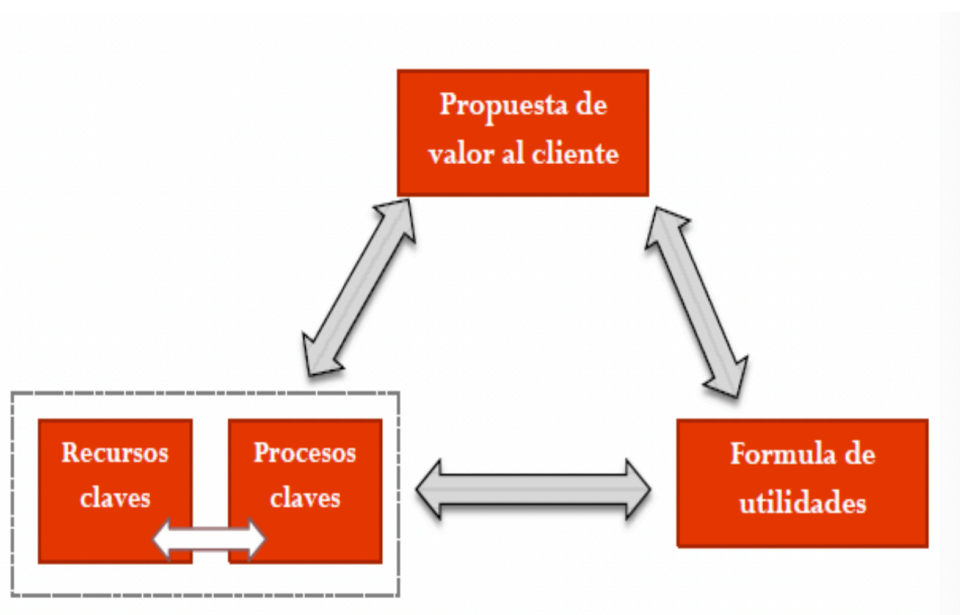 Propuesta de
valor al cliente
Recursos
claves
Procesos
claves
Formula de
utilidades